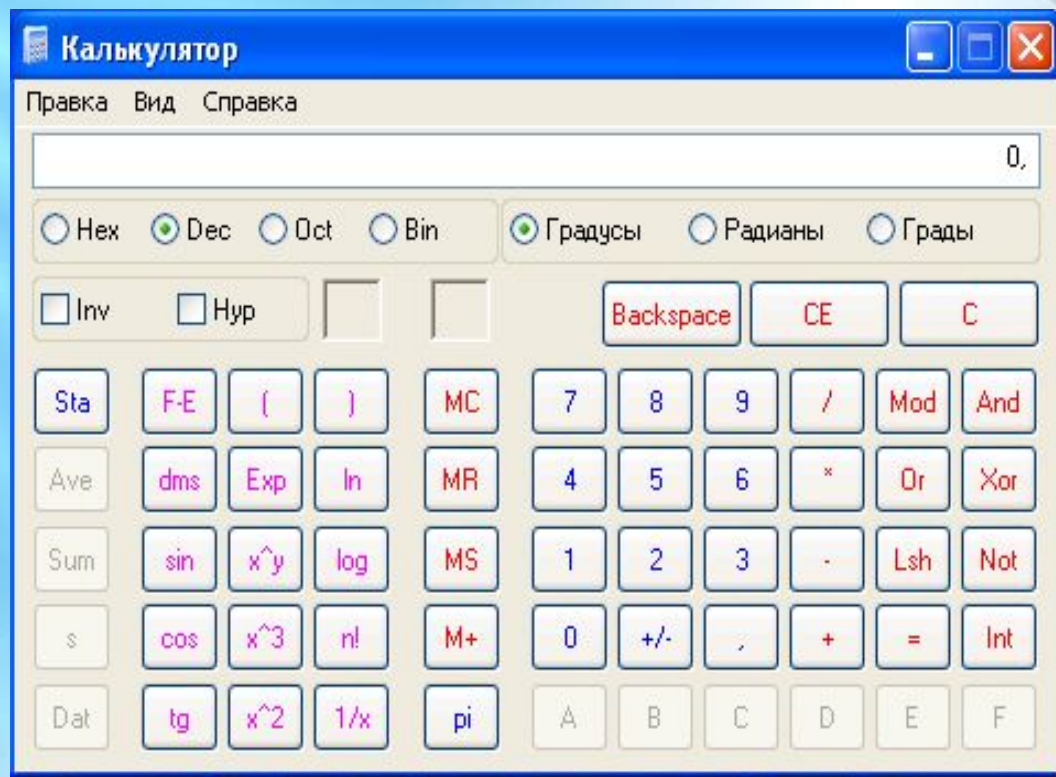 Калькулятор
Правка Вид Справка
0,
Hex Dec Oct Bin Градусы Радианы Грады
Inv Hyp Backspace CE C
Sta F-E ( ) MC 7 8 9 / Mod And
Ave dms Exp ln MR 4 5 6 * Or Xor
Sum sin x^y log MS 1 2 3 - Lsh Not
s cos x^3 n! M+ 0 +/- , + = Int
Dat tg x^2 1/x pi A B C D E F